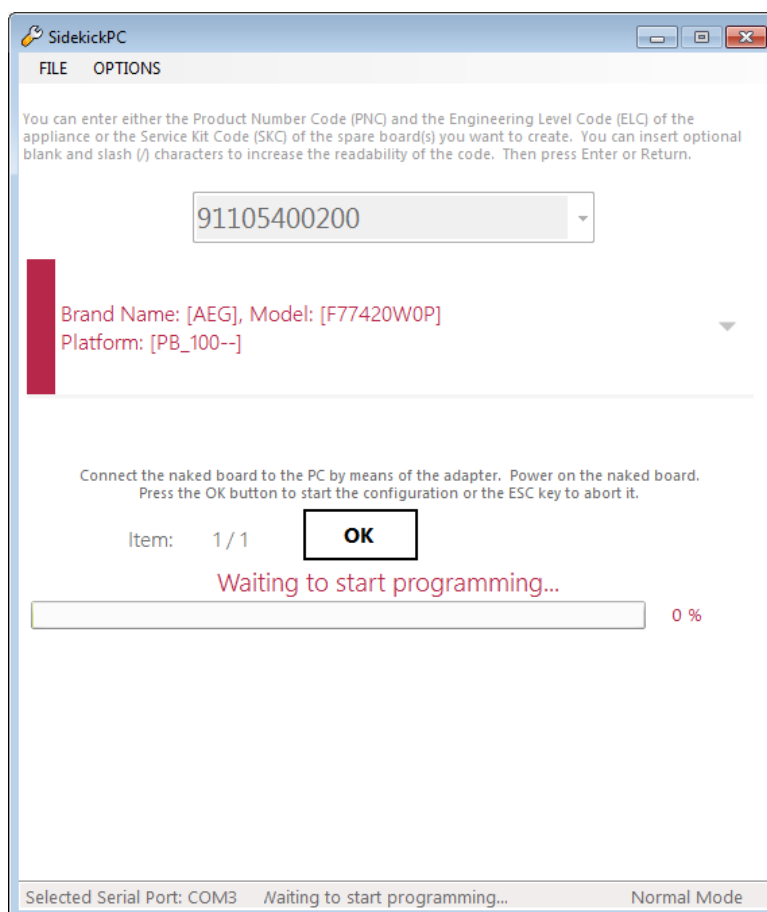 SidekickPC
FILE OPTIONS
You can enter either the Product Number Code (PNC) and the Engineering Level Code (ELC) of the
appliance or the Service Kit Code (SKC) of the spare board(s) you want to create. You can insert optional
blank and slash (/) characters to increase the readability of the code. Then press Enter or Return.
91105400200
Brand Name: [AEG], Model: [F77420W0P]
Platform: [PB_100--]
Connect the naked board to the PC by means of the adapter. Power on the naked board.
Press the OK button to start the configuration or the ESC key to abort it.
Item: 1 / 1 OK
Waiting to start programming...
0 %
Selected Serial Port: COM3 Waiting to start programming... Normal Mode